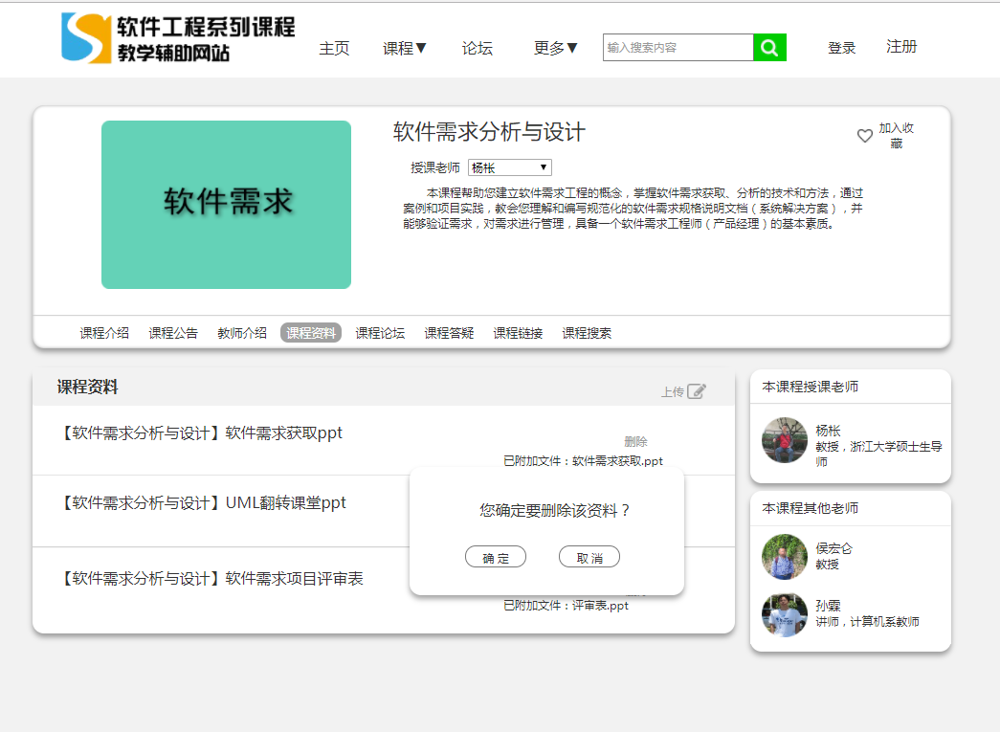 软件工程系列课程
教学辅助网站
主页 课程▼ 论坛 更多▼ 输入搜索内容 登录 注册
软件需求
软件需求分析与设计
加入收
藏
授课老师 杨枨 ▼
本课程帮助您建立软件需求工程的概念，掌握软件需求获取、分析的技术和方法，通过
案例和项目实践，教会您理解和编写规范化的软件需求规格说明文档（系统解决方案），并
能够验证需求，对需求进行管理，具备一个软件需求工程师（产品经理）的基本素质。
课程介绍 课程公告 教师介绍 课程资料 课程论坛 课程答疑 课程链接 课程搜索
课程资料
上传
【软件需求分析与设计】软件需求获取ppt
删除
已附加文件：软件需求获取.ppt
【软件需求分析与设计】UML翻转课堂ppt
您确定要删除该资料？
确 定 取 消
【软件需求分析与设计】软件需求项目评审表
已附加文件：评审表.ppt
本课程授课老师
杨枨
教授，浙江大学硕士生导
师
本课程其他老师
侯宏仑
教授
孙霖
讲师，计算机系教师